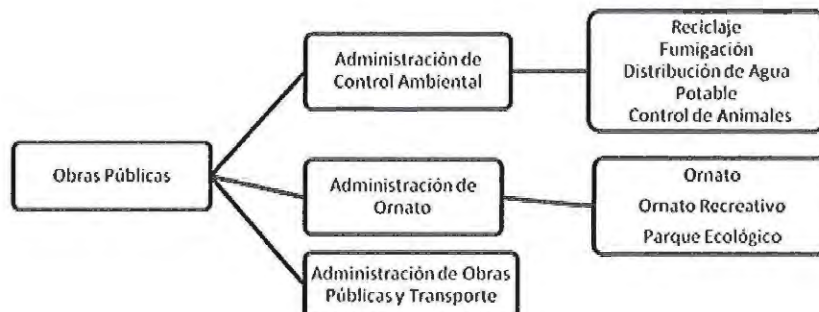 Obras Públicas
Administración de
Control Ambiental
Reciclaje
Fumigación
Distribución de Agua
Potable
Control de Animales
Administración de
Ornato
Ornato
Ornato Recreativo
Parque Ecológico
Administración de Obras
Públicas y Transporte